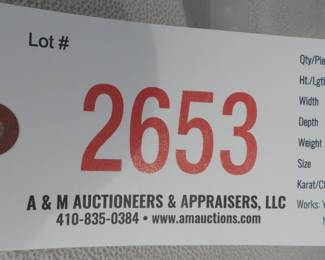 Lot #
2653
A & M AUCTIONEERS & APPRAISERS, LLC
410-835-0384 • www.amauctions.com
Qty/Pie
Ht./Lgt
Width
Depth
Weight
Size
Karat/Ct
Works: Y